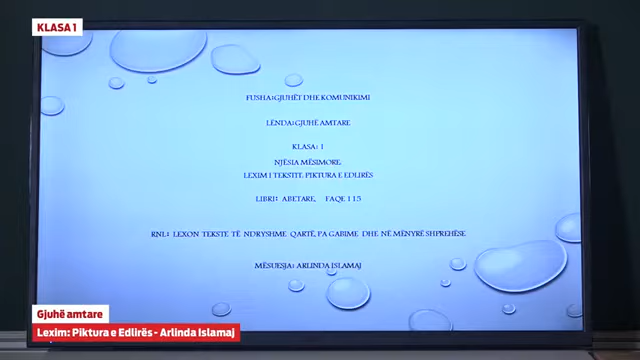 KLASA 1
FUSHA:GJUHËT DHE KOMUNIKIMI
LËNDA: GJUHË AMTARE
KLASA: 1
NJËSIA MËSIMORE:
LEXIM I TEKSTIT: PIKTURA E EDLIRËS
LIBRI: ABETARE, FAQE 115
RNL: LEXON TEKSTE TË NDRYSHME QARTË, PA GABIME DHE NË MËNYRË SHPREHËSE
MËSUESJA: ARLINDA ISLAMAJ
Gjuhë amtare
Lexim: Piktura e Edlirës - Arlinda Islamaj